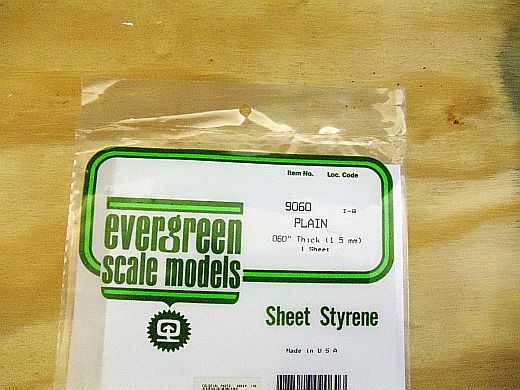 Item No. Loc. Code
9060 I-8
PLAIN
.060" Thick (1.5 mm)
1 Sheet
evergreen
scale models
Sheet Styrene
Made in U.S.A